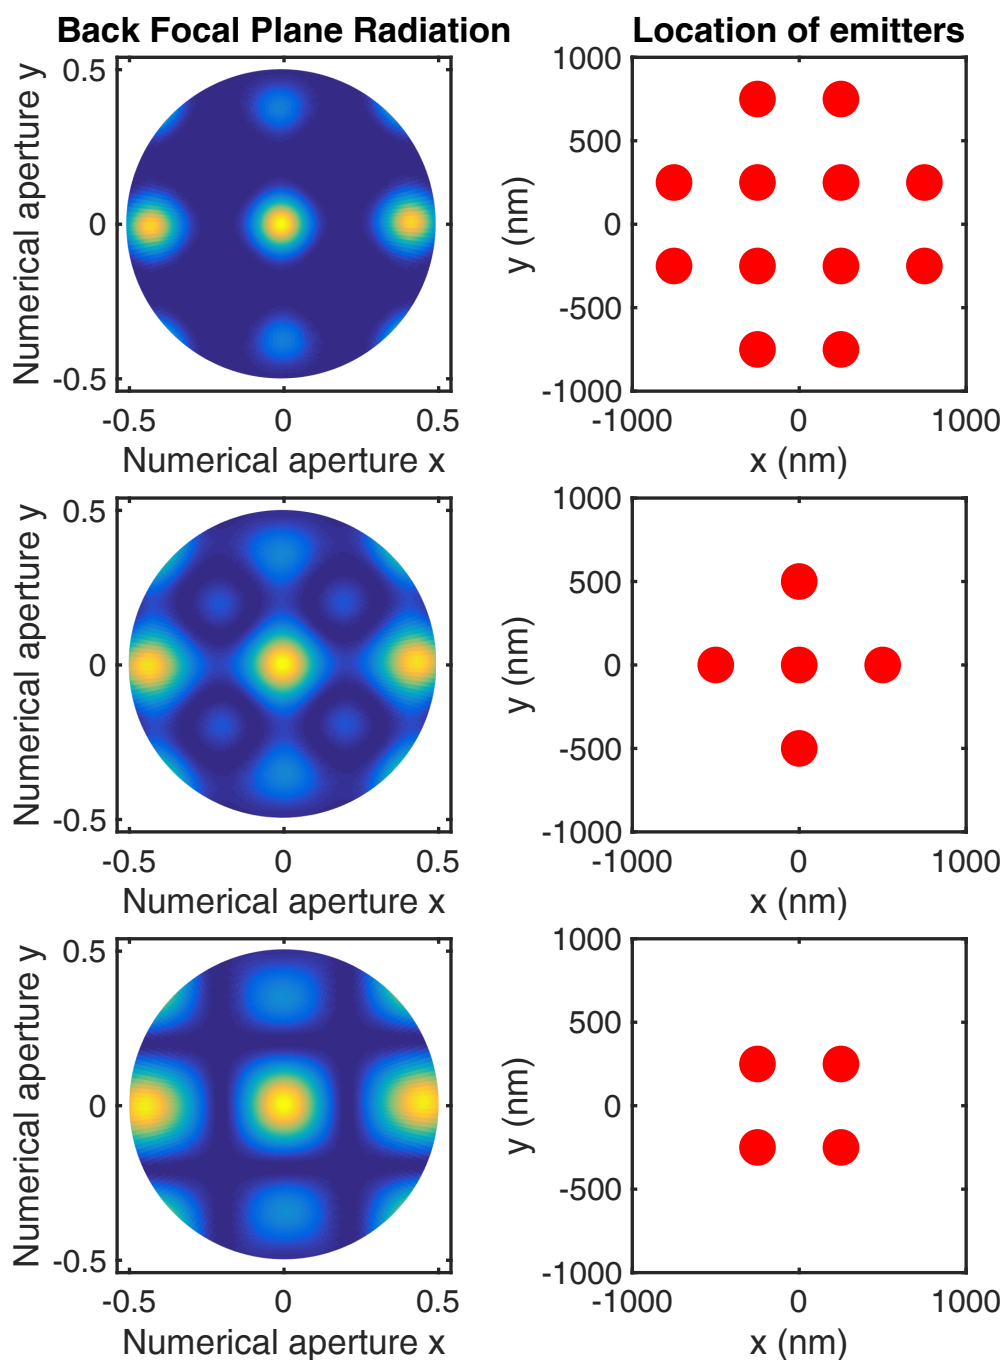 Back Focal Plane Radiation
Location of emitters
Numerical aperture y
0.5
0
-0.5
-0.5 0 0.5
Numerical aperture x
y (nm)
1000
500
0
-500
-1000
-1000 0 1000
x (nm)
Numerical aperture y
0.5
0
-0.5
-0.5 0 0.5
Numerical aperture x
y (nm)
1000
500
0
-500
-1000
-1000 0 1000
x (nm)
Numerical aperture y
0.5
0
-0.5
-0.5 0 0.5
Numerical aperture x
y (nm)
1000
500
0
-500
-1000
-1000 0 1000
x (nm)